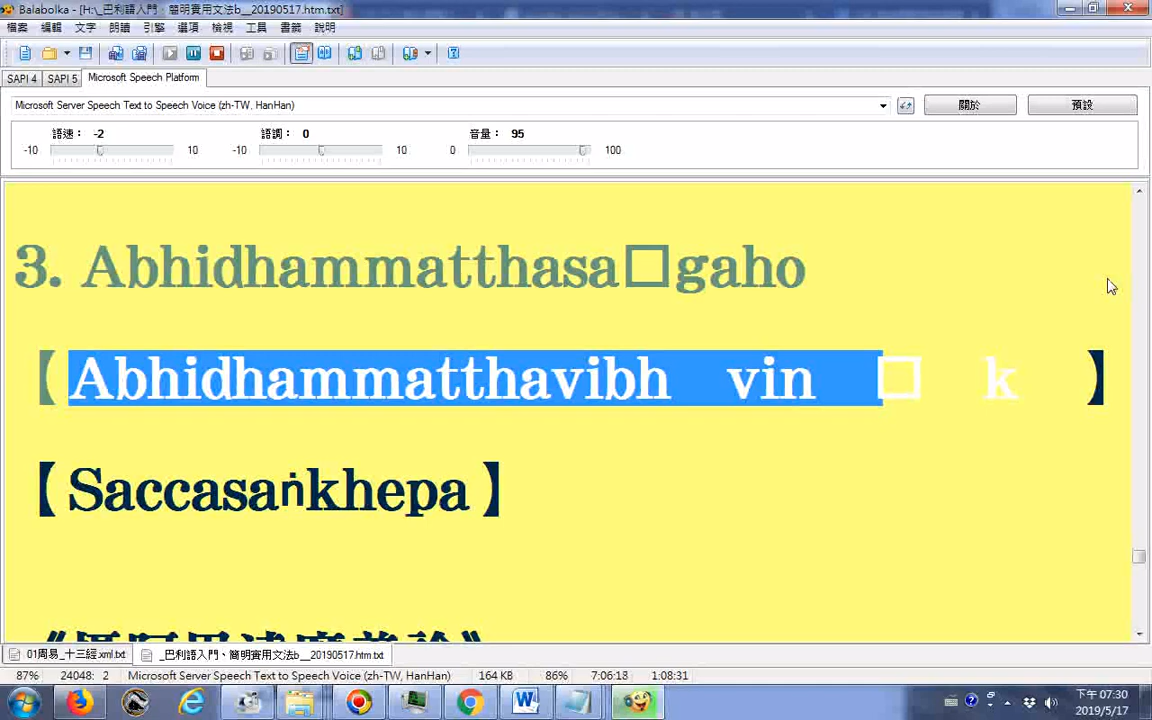 Balabolka - [H:\_巴利語入門、簡明實用文法b__20190517.htm.txt]
檔案 編輯 文字 朗讀 引擎 選項 檢視 工具 書籤 說明
SAPI 4 SAPI 5 Microsoft Speech Platform
Microsoft Server Speech Text to Speech Voice (zh-TW, HanHan) 關於 預設
語速： -2 語調： 0 音量： 95
-10 10 -10 10 0 100
3. Abhidhammatthasa□gaho
【Abhidhammatthavibh vin □ k 】
【Saccasaṅkhepa】
01周易_十三經.xml.txt _巴利語入門、簡明實用文法b__20190517.htm.txt
87% 24048: 2 Microsoft Server Speech Text to Speech Voice (zh-TW, HanHan) 164 KB 86% 7:06:13 1:08:31
下午 07:30
2019/5/17